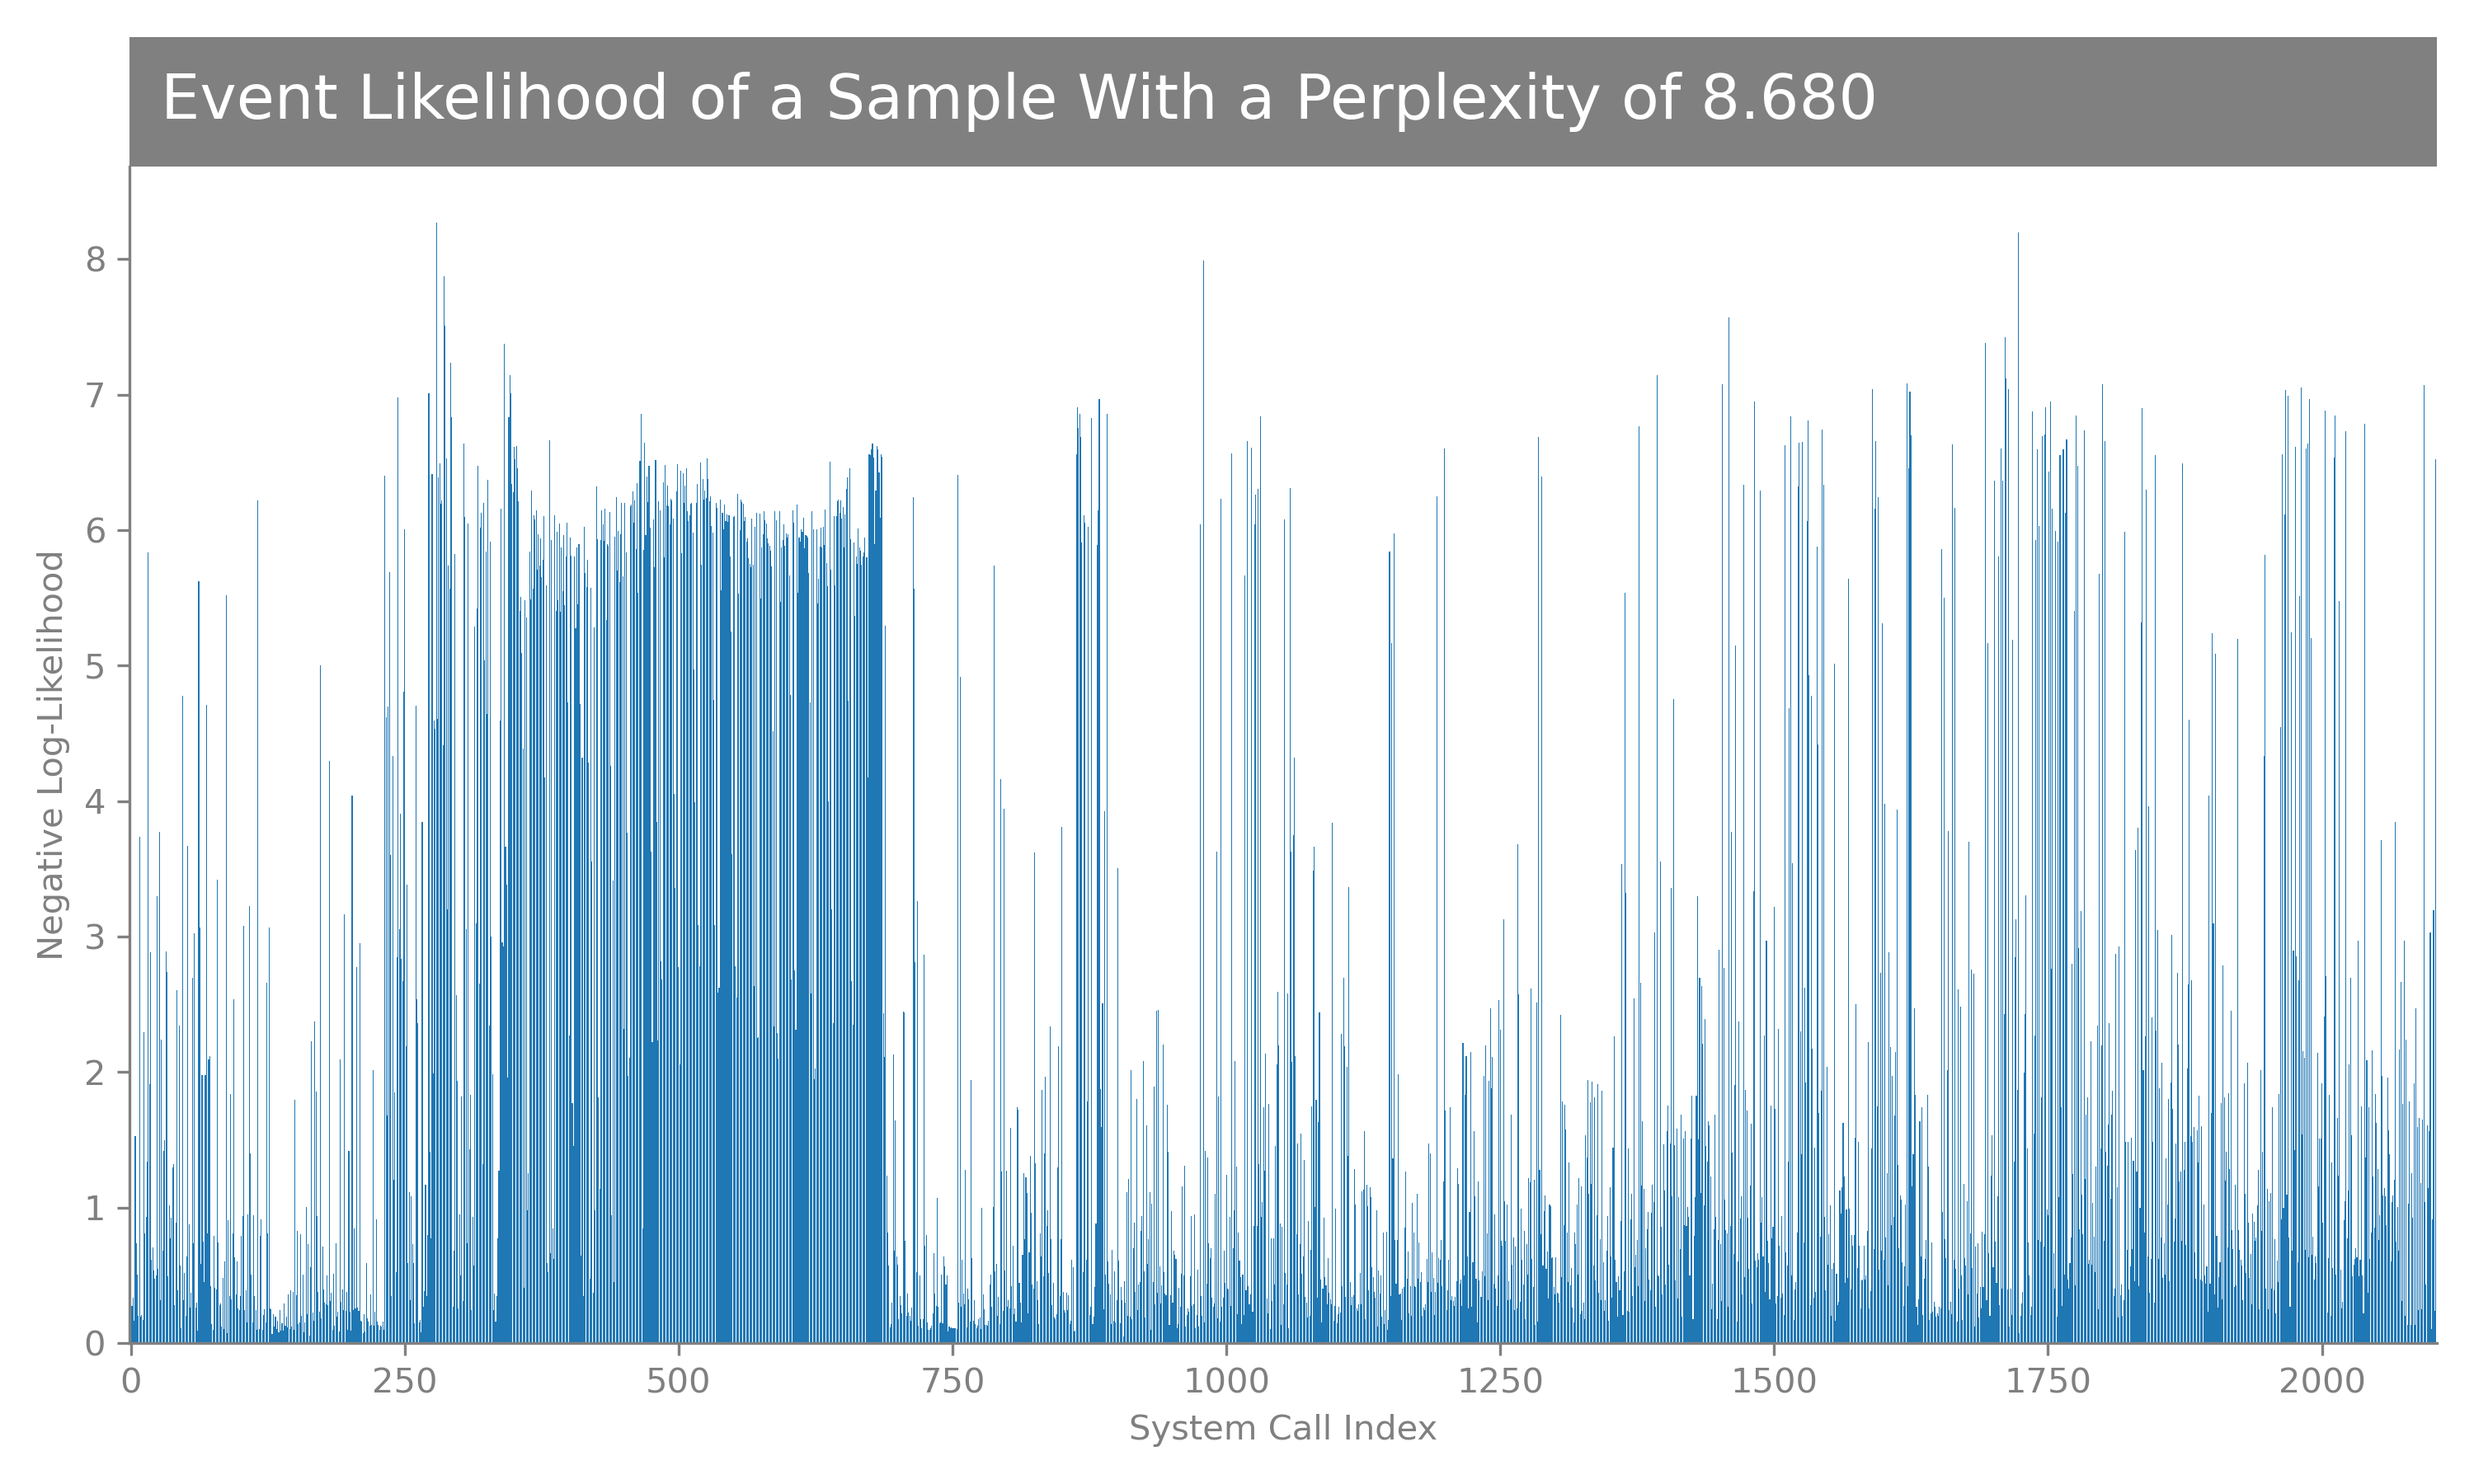 Event Likelihood of a Sample With a Perplexity of 8.680
8
7
6
5
4
3
2
1
0
Negative Log-Likelihood
0 250 500 750 1000 1250 1500 1750 2000
System Call Index